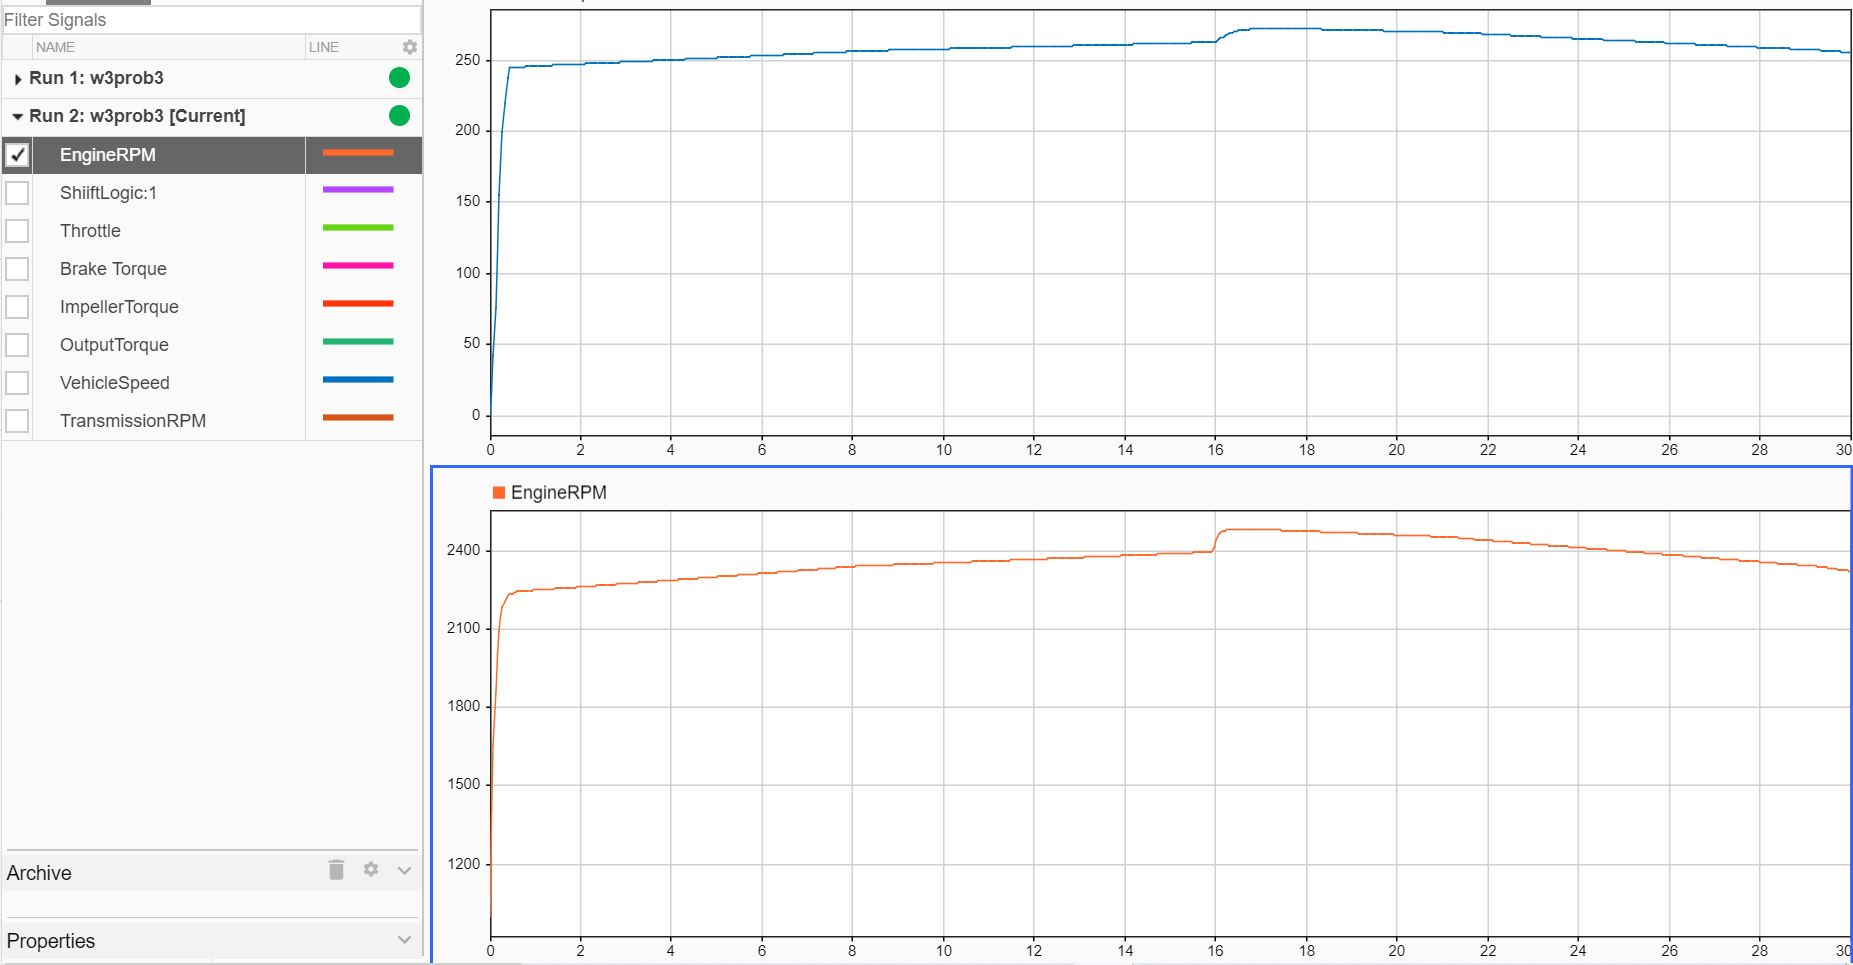 Filter Signals
NAME LINE
Run 1: w3prob3
Run 2: w3prob3 [Current]
EngineRPM
ShiiftLogic:1
Throttle
Brake Torque
ImpellerTorque
OutputTorque
VehicleSpeed
TransmissionRPM
Archive
Properties
250
200
150
100
50
0
0 2 4 6 8 10 12 14 16 18 20 22 24 26 28 30
EngineRPM
2400
2100
1800
1500
1200
0 2 4 6 8 10 12 14 16 18 20 22 24 26 28 30